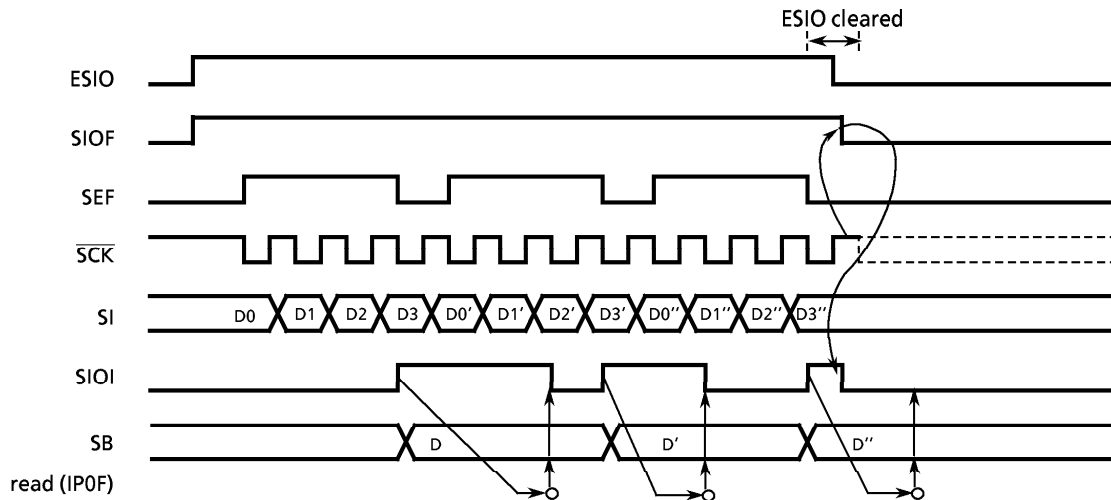 ESIO cleared
ESIO
SIOF
SEF
SCK
SI D0 D1 D2 D3 D0′ D1′ D2′ D3′ D0″ D1″ D2″ D3″
SIOI
SB D D′ D″
read (IP0F)